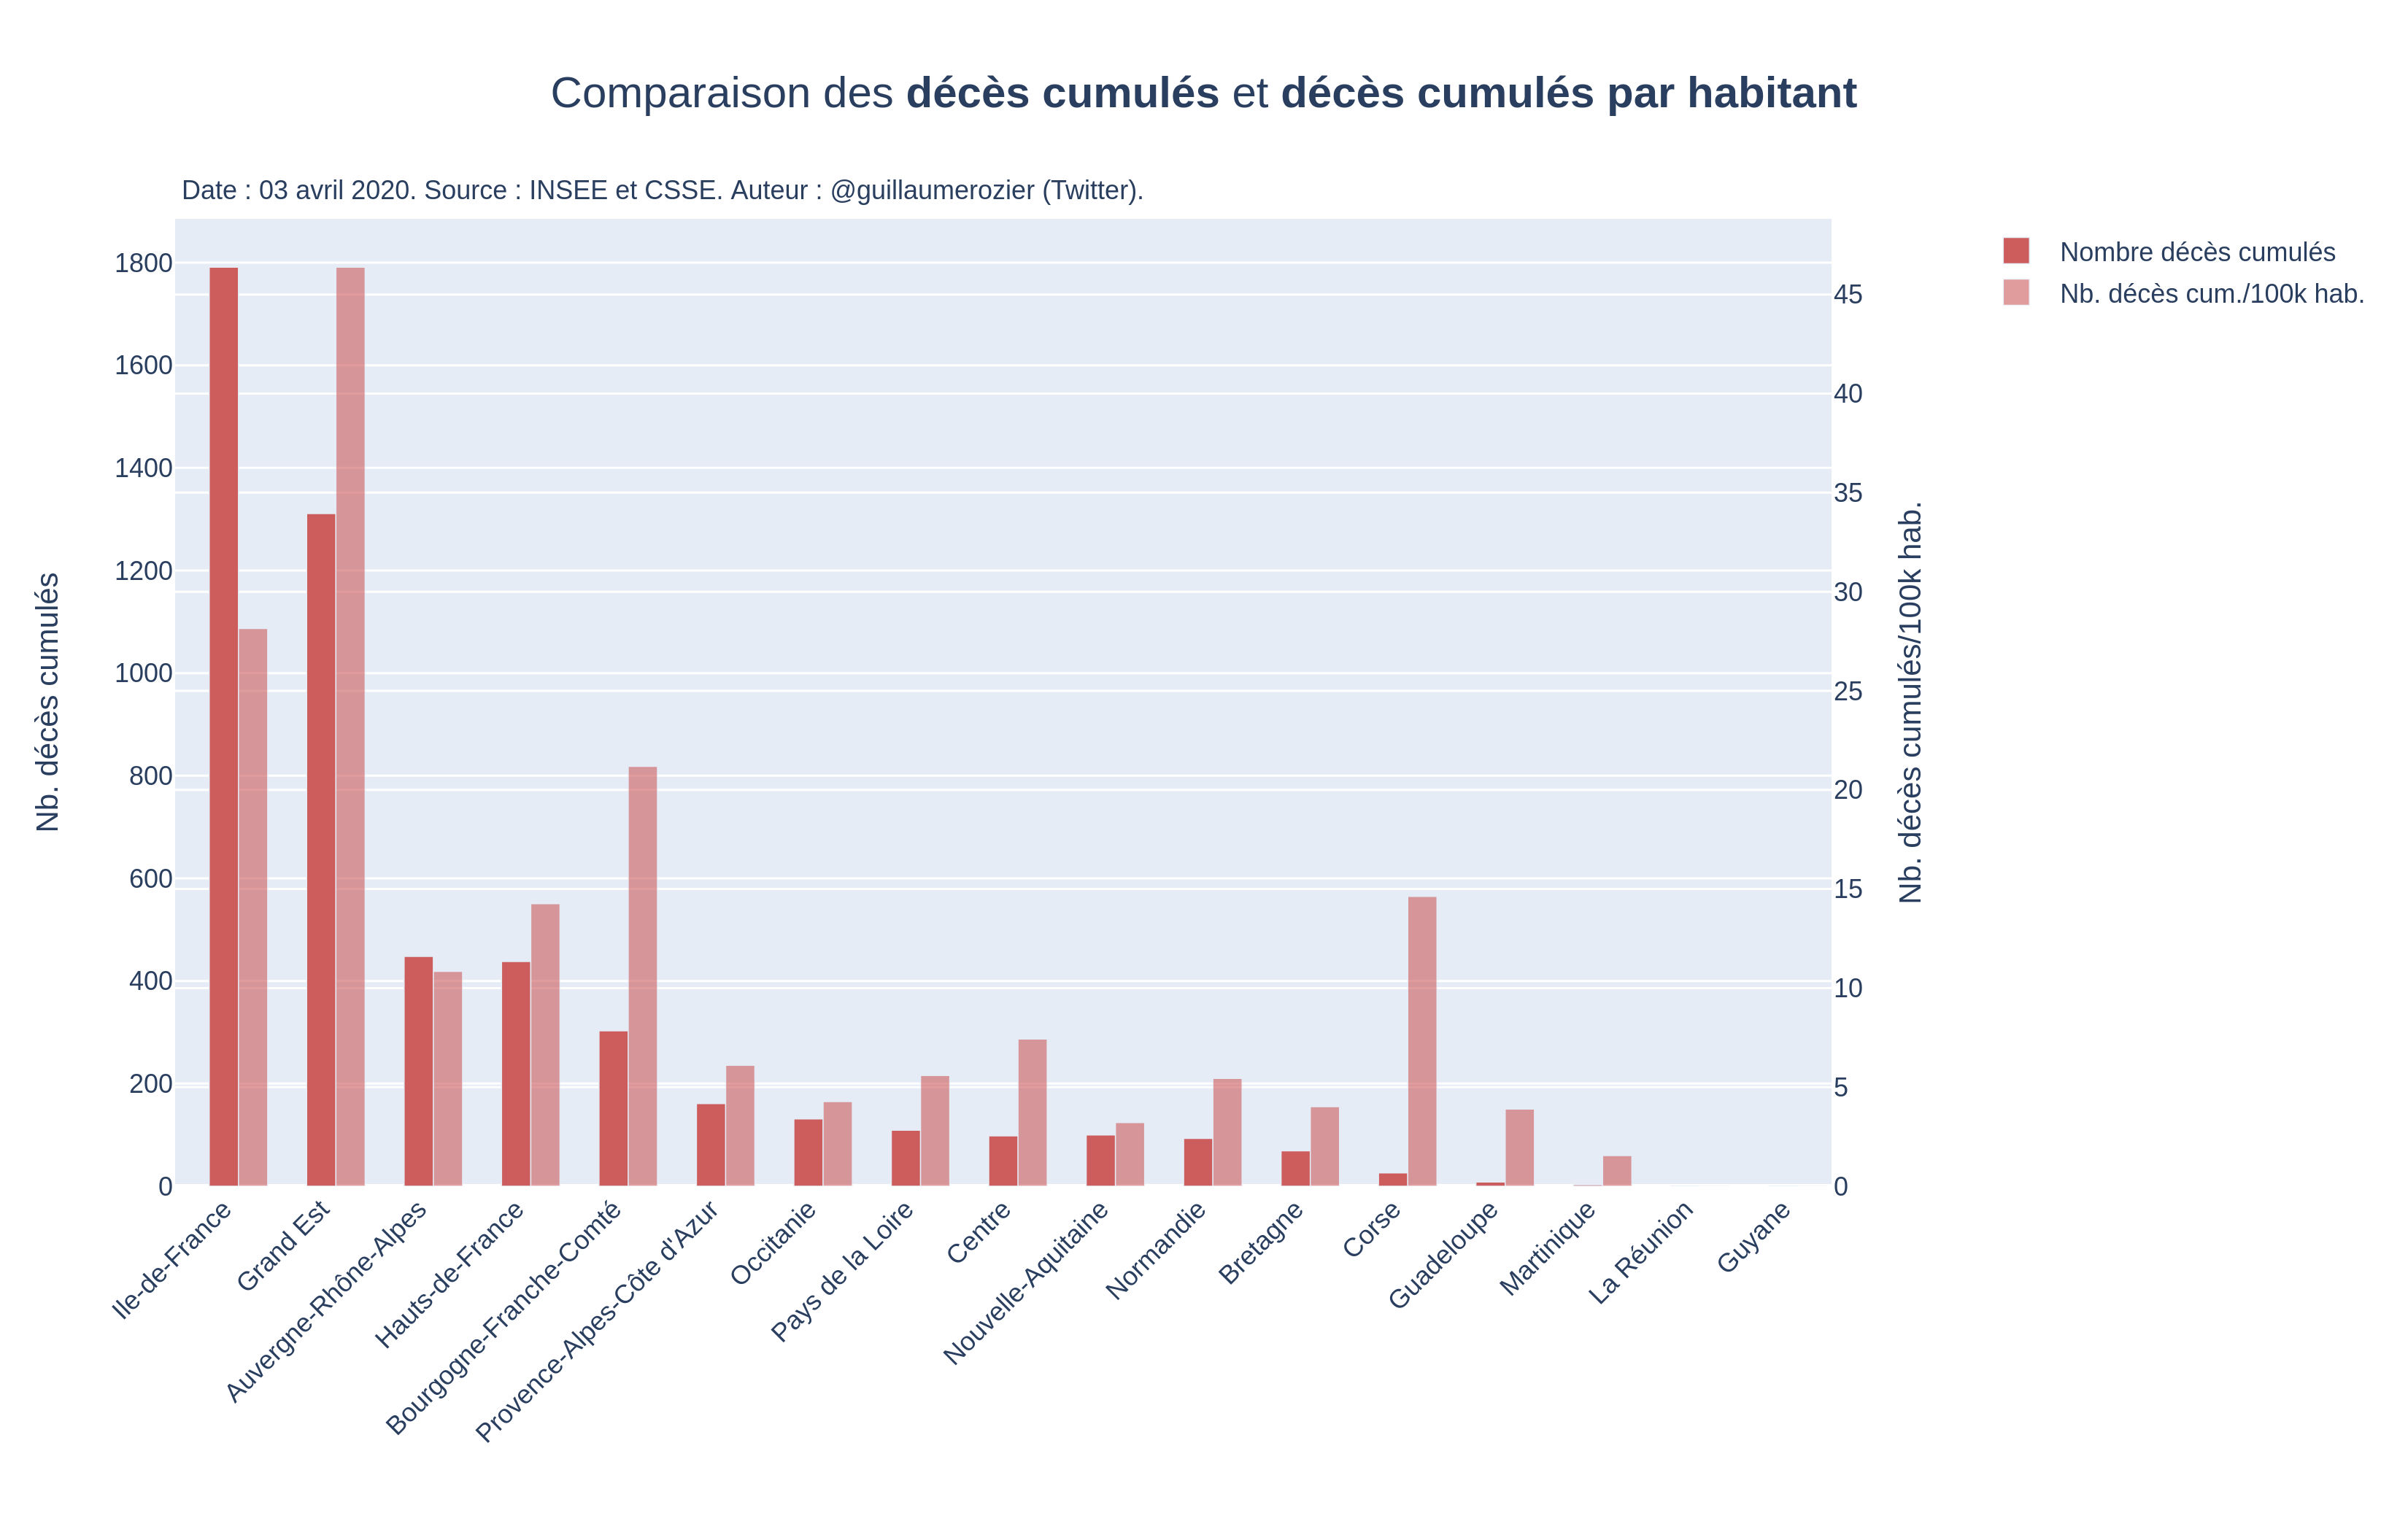 Comparaison des décès cumulés et décès cumulés par habitant
Date : 03 avril 2020. Source : INSEE et CSSE. Auteur : @guillaumerozier (Twitter).
Nombre décès cumulés
Nb. décès cum./100k hab.
Nb. décès cumulés
1800
1600
1400
1200
1000
800
600
400
200
0
45
40
35
30
25
20
15
10
5
0
Nb. décès cumulés/100k hab.
Ile-de-France
Grand Est
Auvergne-Rhône-Alpes
Hauts-de-France
Bourgogne-Franche-Comté
Provence-Alpes-Côte d'Azur
Occitanie
Pays de la Loire
Centre
Nouvelle-Aquitaine
Normandie
Bretagne
Corse
Guadeloupe
Martinique
La Réunion
Guyane